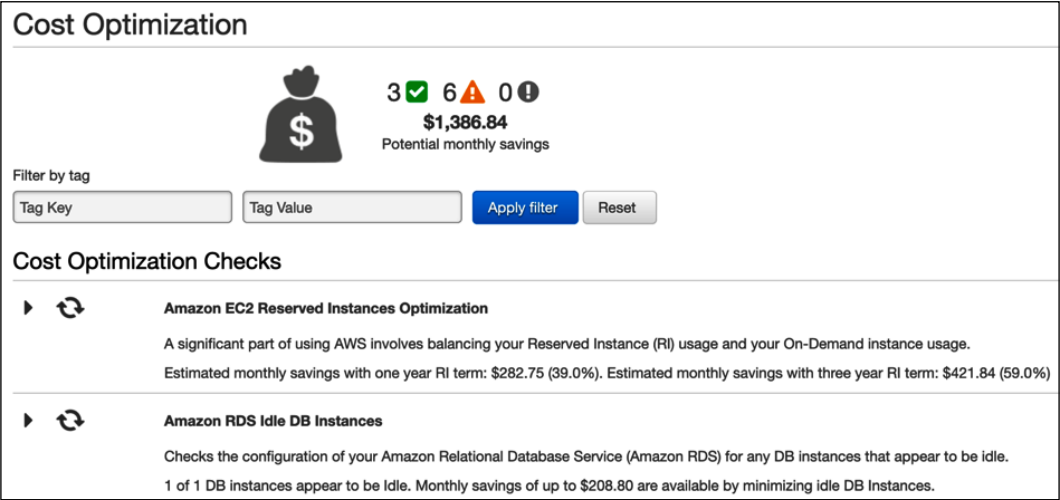 Cost Optimization
$
3 6 0
$1,386.84
Potential monthly savings
Filter by tag
Tag Key Tag Value Apply filter Reset
Cost Optimization Checks
Amazon EC2 Reserved Instances Optimization
A significant part of using AWS involves balancing your Reserved Instance (RI) usage and your On-Demand instance usage.
Estimated monthly savings with one year RI term: $282.75 (39.0%). Estimated monthly savings with three year RI term: $421.84 (59.0%)
Amazon RDS Idle DB Instances
Checks the configuration of your Amazon Relational Database Service (Amazon RDS) for any DB instances that appear to be idle.
1 of 1 DB instances appear to be Idle. Monthly savings of up to $208.80 are available by minimizing idle DB Instances.